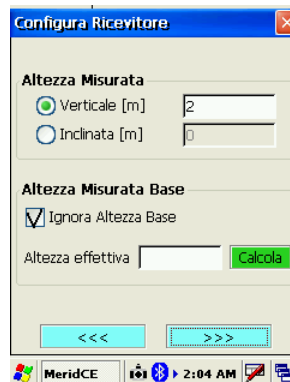 Configura Ricevitore
Altezza Misurata
Verticale [m] 2
Inclinata [m] 0
Altezza Misurata Base
Ignora Altezza Base
Altezza effettiva Calcola
<<< >>>
MeridCE 2:04 AM